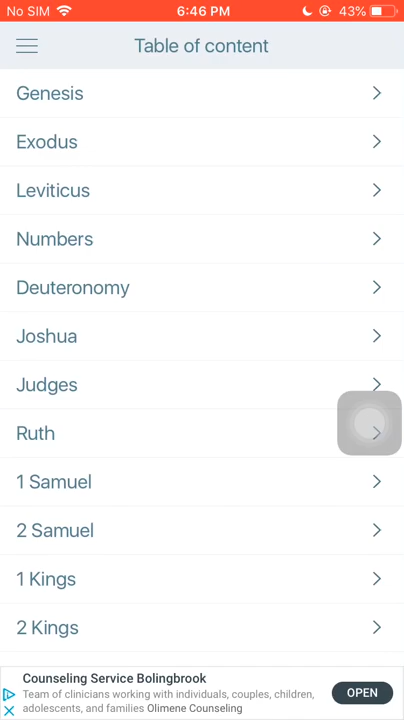 No SIM 6:46 PM 43%
Table of content
Genesis
Exodus
Leviticus
Numbers
Deuteronomy
Joshua
Judges
Ruth
1 Samuel
2 Samuel
1 Kings
2 Kings
Counseling Service Bolingbrook
Team of clinicians working with individuals, couples, children,
adolescents, and families Olimene Counseling
OPEN